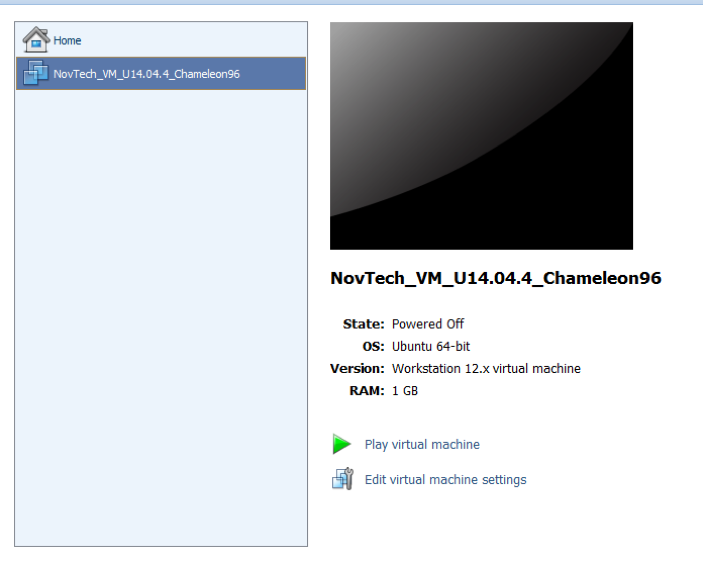 Home
NovTech_VM_U14.04.4_Chameleon96
NovTech_VM_U14.04.4_Chameleon96
State: Powered Off
OS: Ubuntu 64-bit
Version: Workstation 12.x virtual machine
RAM: 1 GB
Play virtual machine
Edit virtual machine settings